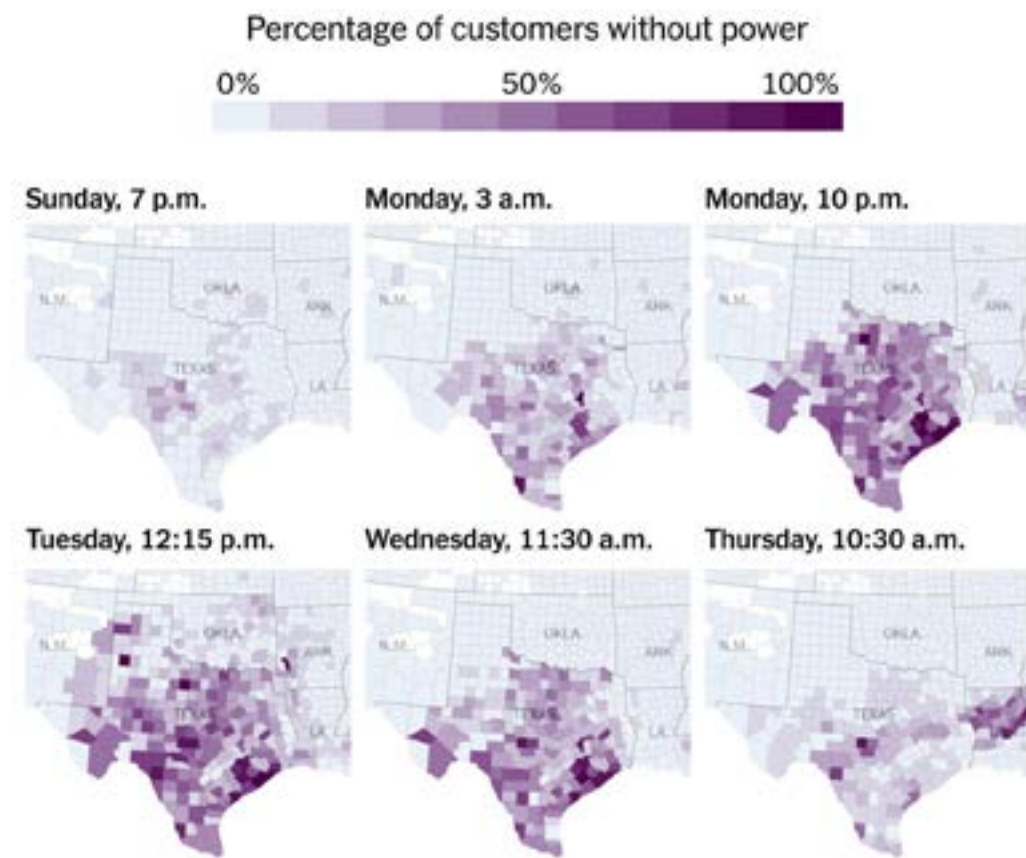 Percentage of customers without power
0% 50% 100%
Sunday, 7 p.m. Monday, 3 a.m. Monday, 10 p.m.
OKLA. OKLA. OKLA.
N.M. N.M. ARK. ARK.
TEXAS TEXAS TEXAS
LA. LA. LA.
Tuesday, 12:15 p.m. Wednesday, 11:30 a.m. Thursday, 10:30 a.m.
OKLA. OKLA. OKLA.
N.M. ARK. N.M. ARK. N.M. ARK.
TEXAS TEXAS TEXAS
LA. LA.